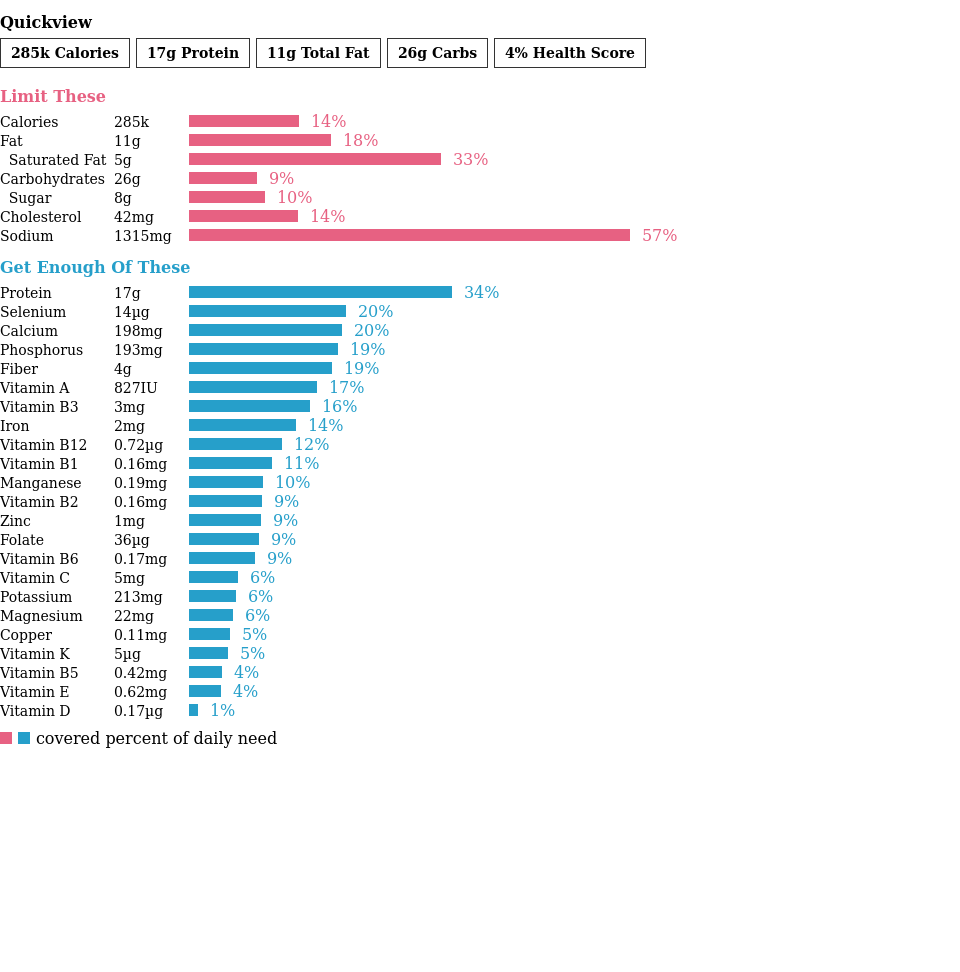 Quickview
285k Calories 17g Protein 11g Total Fat 26g Carbs 4% Health Score
Limit These
Calories 285k 14%
Fat 11g 18%
Saturated Fat 5g 33%
Carbohydrates 26g 9%
Sugar 8g 10%
Cholesterol 42mg 14%
Sodium 1315mg 57%
Get Enough Of These
Protein 17g 34%
Selenium 14µg 20%
Calcium 198mg 20%
Phosphorus 193mg 19%
Fiber 4g 19%
Vitamin A 827IU 17%
Vitamin B3 3mg 16%
Iron 2mg 14%
Vitamin B12 0.72µg 12%
Vitamin B1 0.16mg 11%
Manganese 0.19mg 10%
Vitamin B2 0.16mg 9%
Zinc 1mg 9%
Folate 36µg 9%
Vitamin B6 0.17mg 9%
Vitamin C 5mg 6%
Potassium 213mg 6%
Magnesium 22mg 6%
Copper 0.11mg 5%
Vitamin K 5µg 5%
Vitamin B5 0.42mg 4%
Vitamin E 0.62mg 4%
Vitamin D 0.17µg 1%
covered percent of daily need